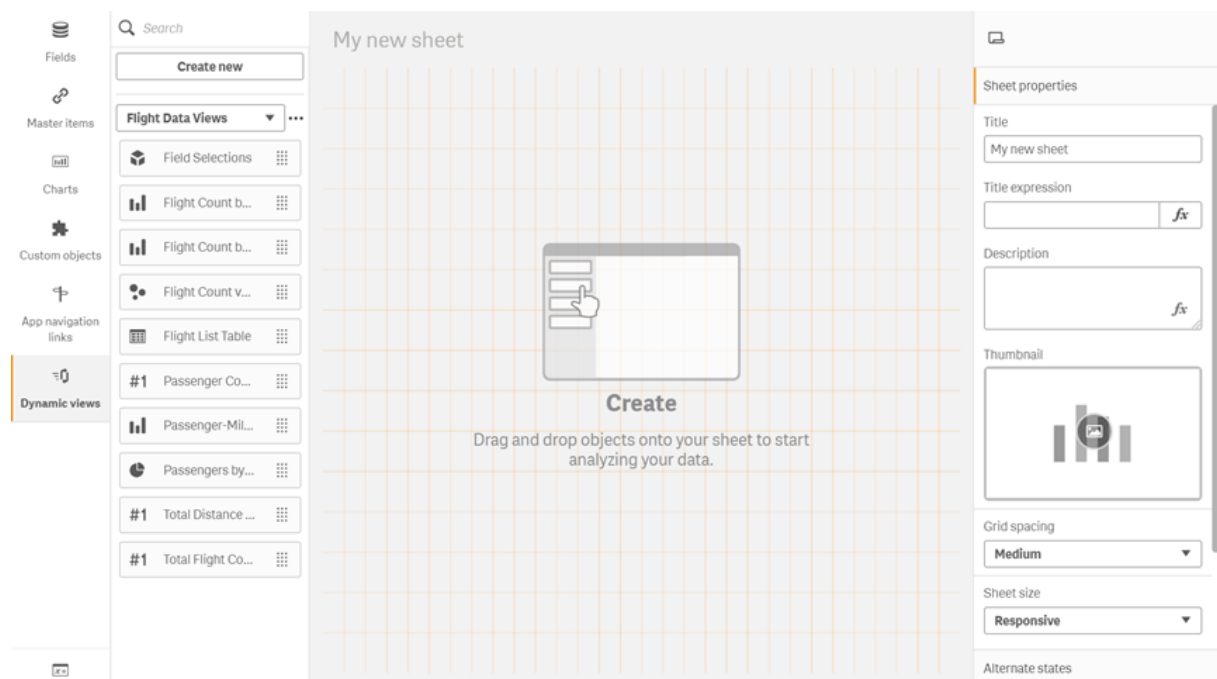 Fields
Master items
Charts
Custom objects
App navigation
links
Dynamic views
Search
Create new
Flight Data Views
Field Selections
Flight Count b...
Flight Count b...
Flight Count v...
Flight List Table
#1 Passenger Co...
Passenger-Mil...
Passengers by...
#1 Total Distance ...
#1 Total Flight Co...
My new sheet
Create
Drag and drop objects onto your sheet to start
analyzing your data.
Sheet properties
Title
My new sheet
Title expression
fx
Description
fx
Thumbnail
Grid spacing
Medium
Sheet size
Responsive
Alternate states